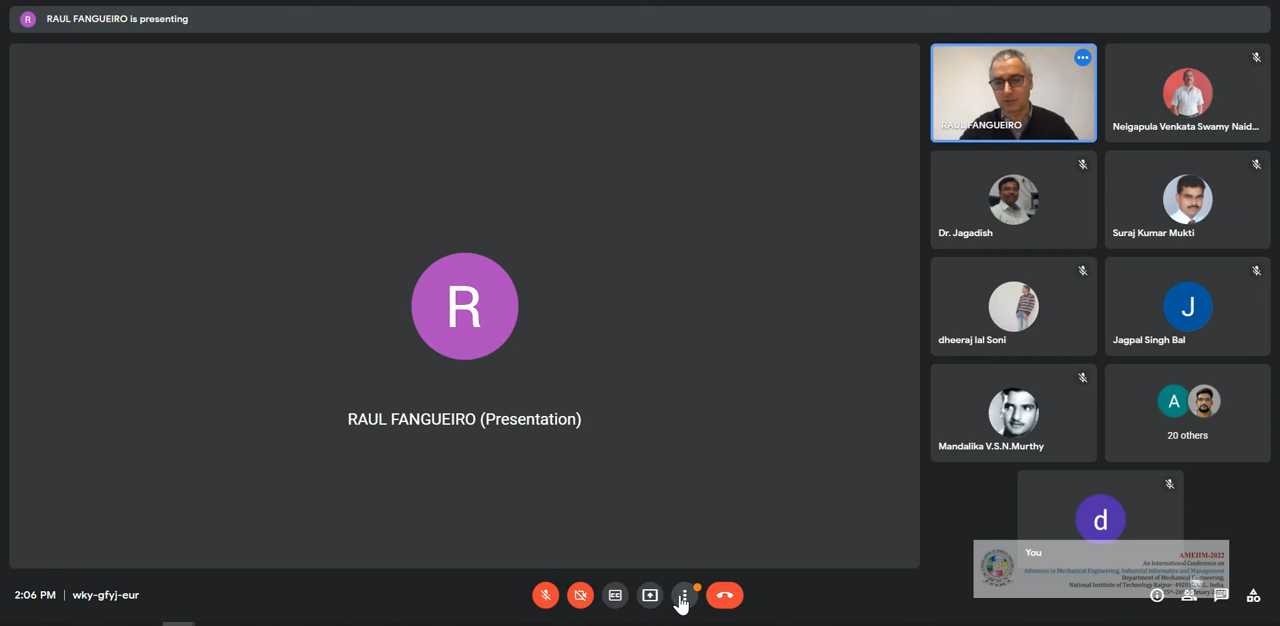 R RAUL FANGUEIRO is presenting
RAUL FANGUEIRO
Neigapula Venkata Swamy Naid...
Dr. Jagadish
Suraj Kumar Mukti
R
dheeraj lal Soni
J
Jagpal Singh Bal
RAUL FANGUEIRO (Presentation)
Mandalika V.S.N.Murthy
A
20 others
d
You
AMEIIM-2022
An International Conference on
Advances in Mechanical Engineering, Industrial Informatics and Management
Department of Mechanical Engineering,
National Institute of Technology Raipur-
India
2:06 PM | wky-gfyj-eur
CC